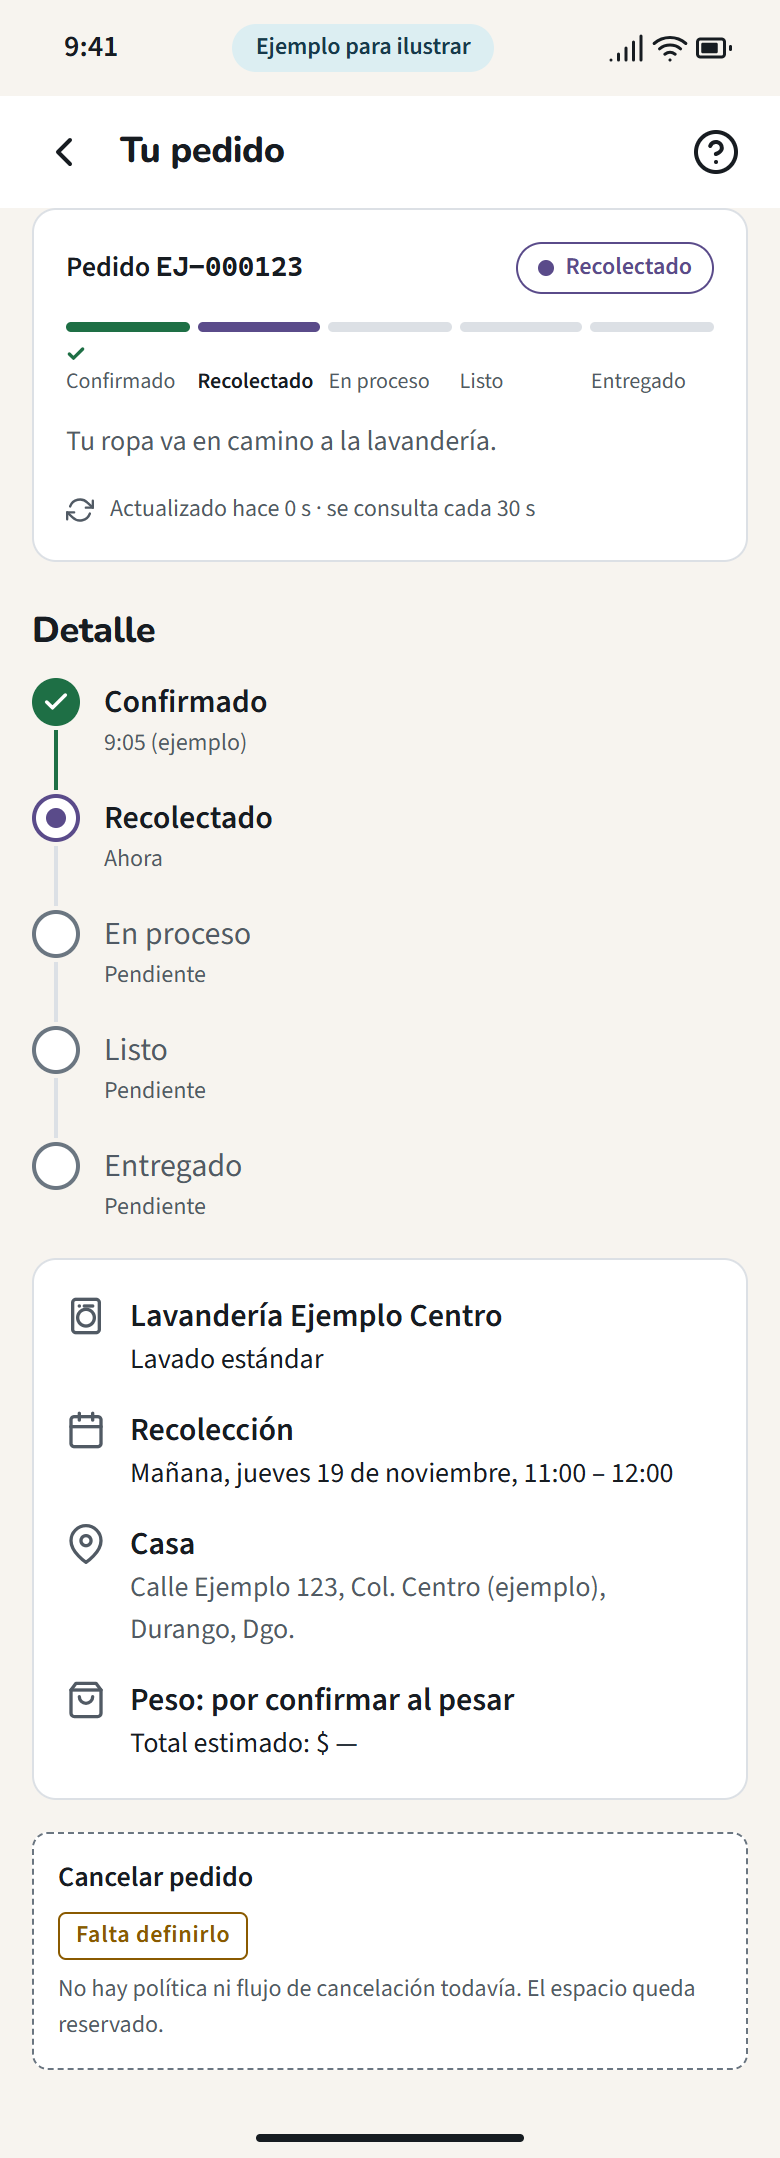 9:41
Ejemplo para ilustrar
Tu pedido
Pedido EJ-000123
Recolectado
Confirmado
Recolectado
En proceso
Listo
Entregado
Tu ropa va en camino a la lavandería.
Actualizado hace 0 s · se consulta cada 30 s
Detalle
Confirmado
9:05 (ejemplo)
Recolectado
Ahora
En proceso
Pendiente
Listo
Pendiente
Entregado
Pendiente
Lavandería Ejemplo Centro
Lavado estándar
Recolección
Mañana, jueves 19 de noviembre, 11:00 – 12:00
Casa
Calle Ejemplo 123, Col. Centro (ejemplo),
Durango, Dgo.
Peso: por confirmar al pesar
Total estimado: $ —
Cancelar pedido
Falta definirlo
No hay política ni flujo de cancelación todavía. El espacio queda
reservado.